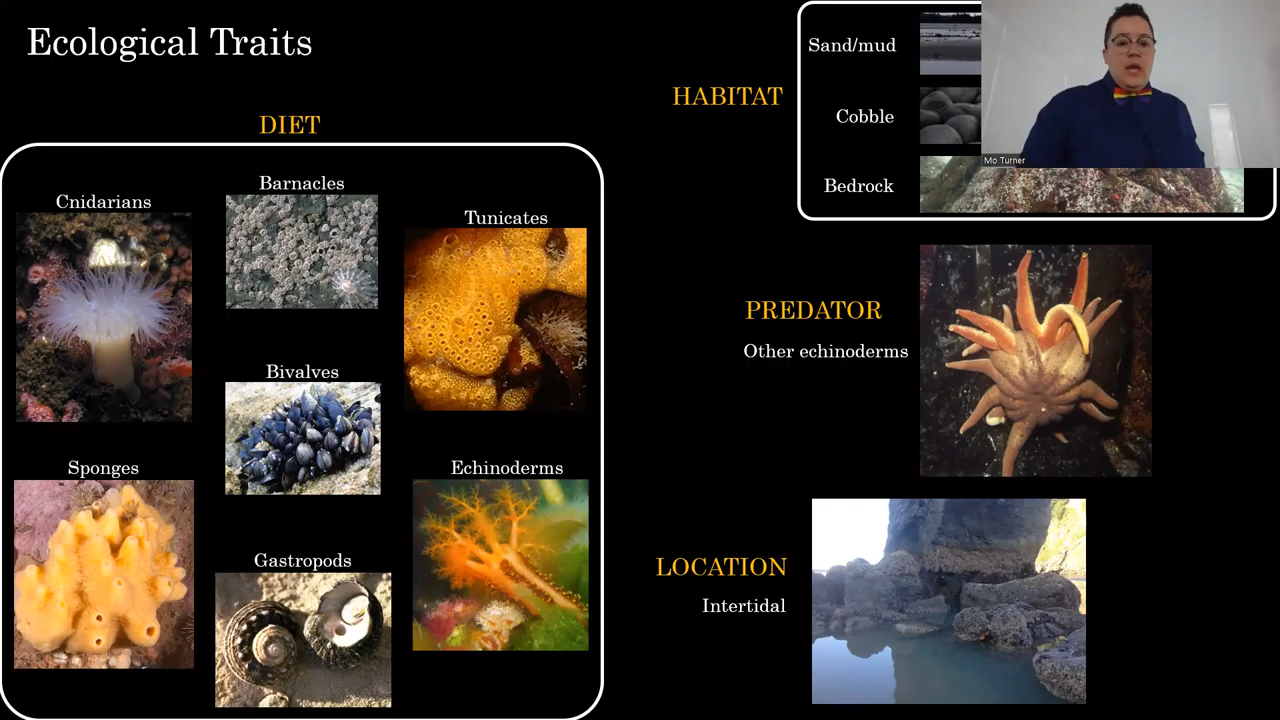 Ecological Traits
DIET
Cnidarians
Barnacles
Tunicates
Bivalves
Sponges
Echinoderms
Gastropods
HABITAT
Sand/mud
Cobble
Bedrock
Mo Turner
PREDATOR
Other echinoderms
LOCATION
Intertidal